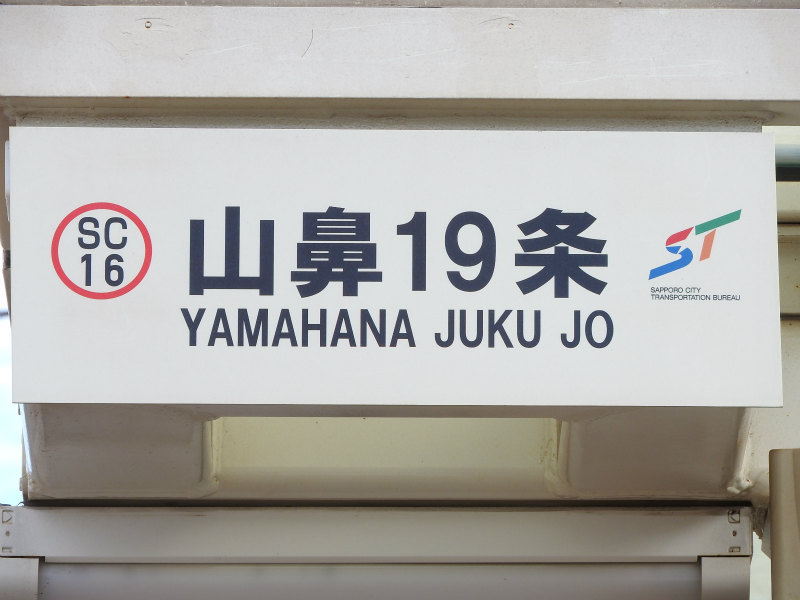 SC
16
山鼻19条
YAMAHANA JUKU JO
ST
SAPPORO CITY
TRANSPORTATION BUREAU